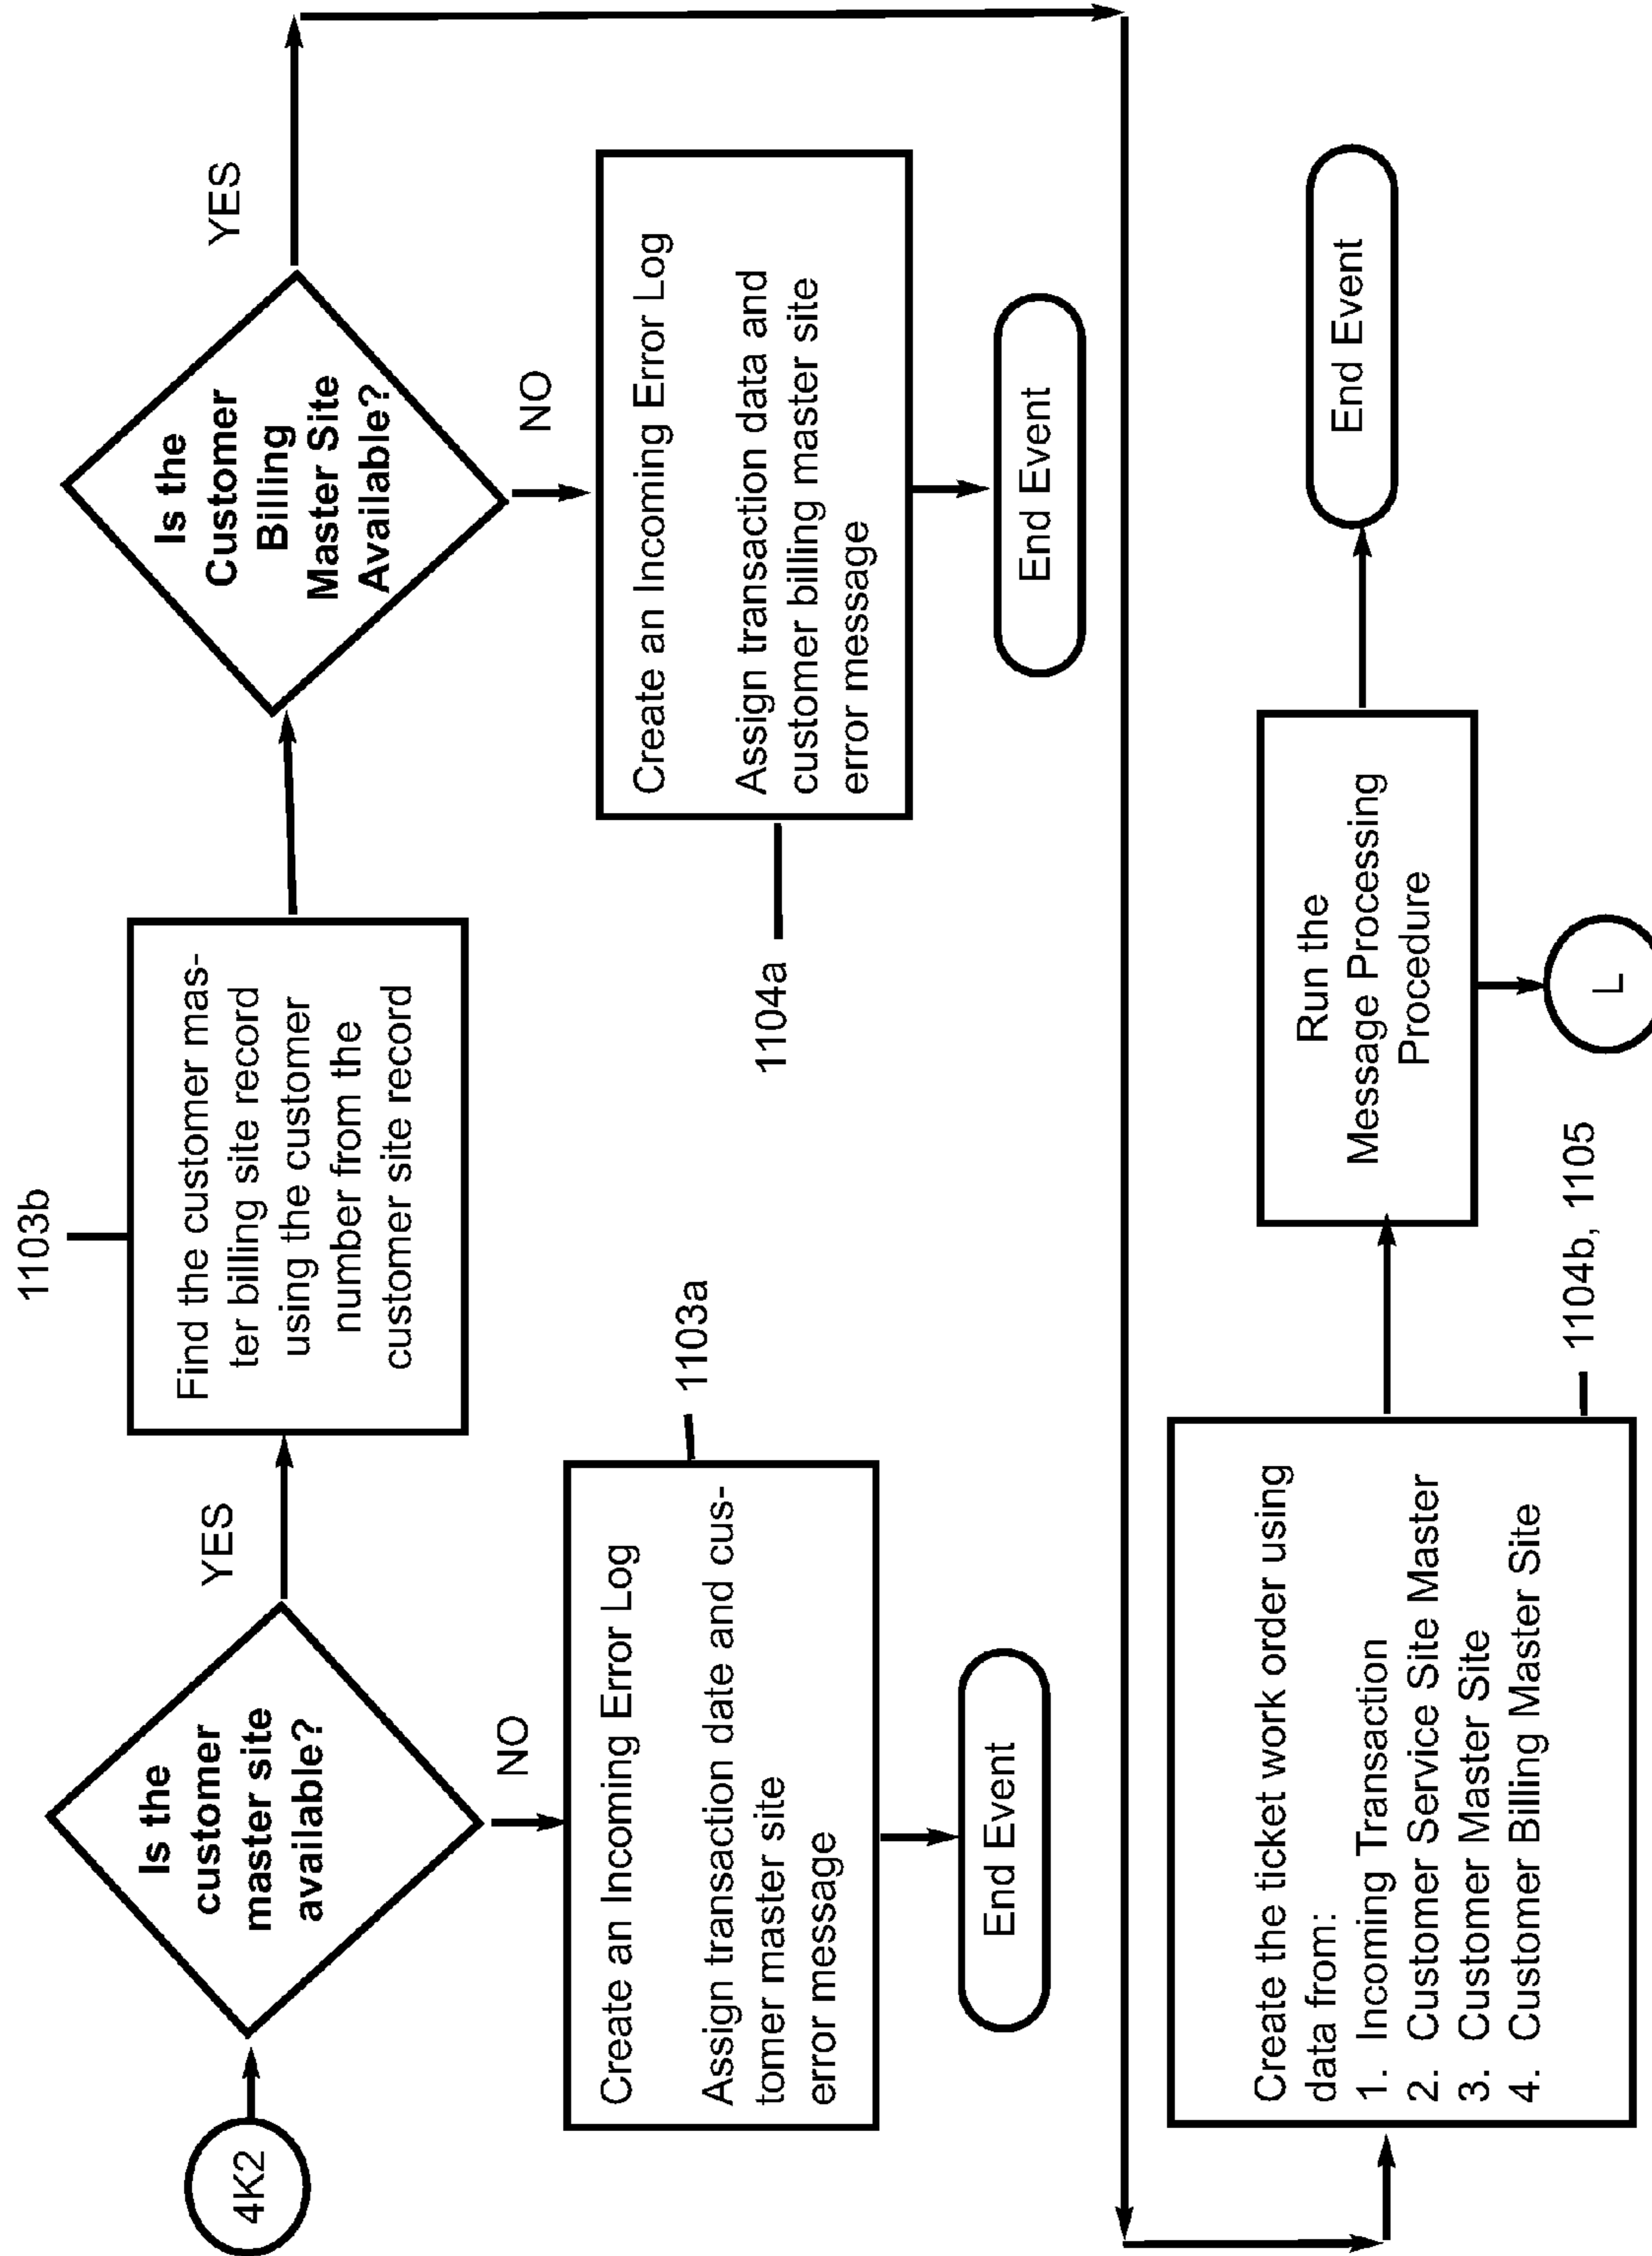 4K2
Is the
customer
master site
available?
YES
NO
1103b
Find the customer mas-
ter billing site record
using the customer
number from the
customer site record
Is the
Customer
Billing
Master Site
Available?
YES
NO
Create an Incoming Error Log
Assign transaction date and cus-
tomer master site
error message
1103a
End Event
Create an Incoming Error Log
Assign transaction data and
customer billing master site
error message
1104a
End Event
Create the ticket work order using
data from:
1. Incoming Transaction
2. Customer Service Site Master
3. Customer Master Site
4. Customer Billing Master Site
1104b, 1105
Run the
Message Processing
Procedure
L
End Event